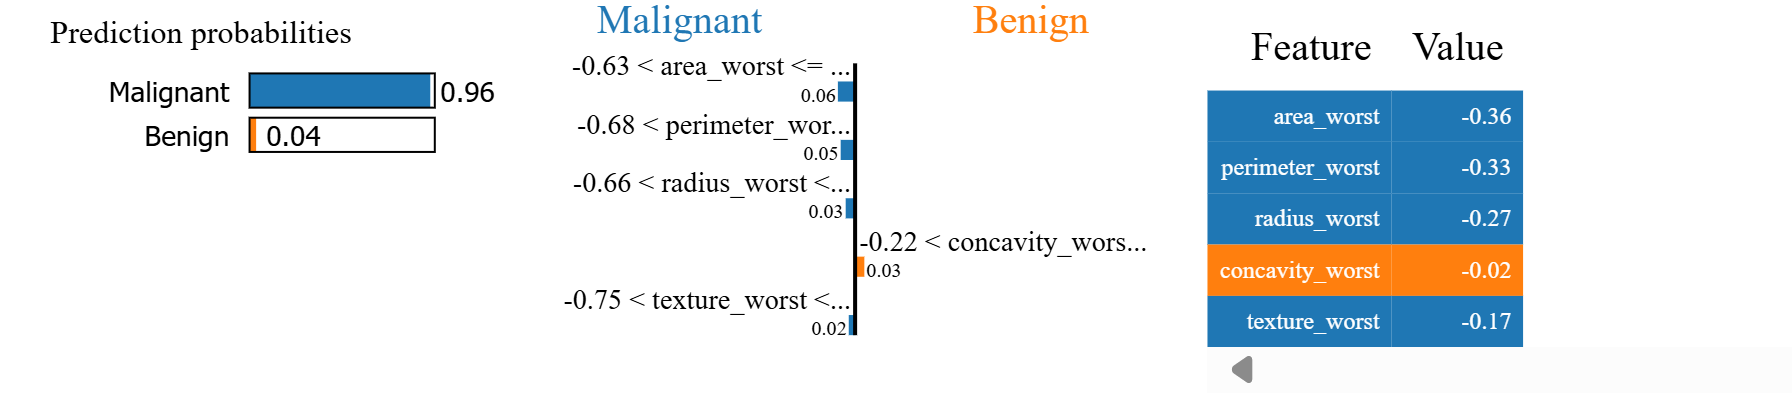 Prediction probabilities
Malignant 0.96
Benign 0.04
Malignant Benign
-0.63 < area_worst <= ...
0.06
-0.68 < perimeter_wor...
0.05
-0.66 < radius_worst <...
0.03
-0.22 < concavity_wors...
0.03
-0.75 < texture_worst <...
0.02
Feature Value
area_worst -0.36
perimeter_worst -0.33
radius_worst -0.27
concavity_worst -0.02
texture_worst -0.17